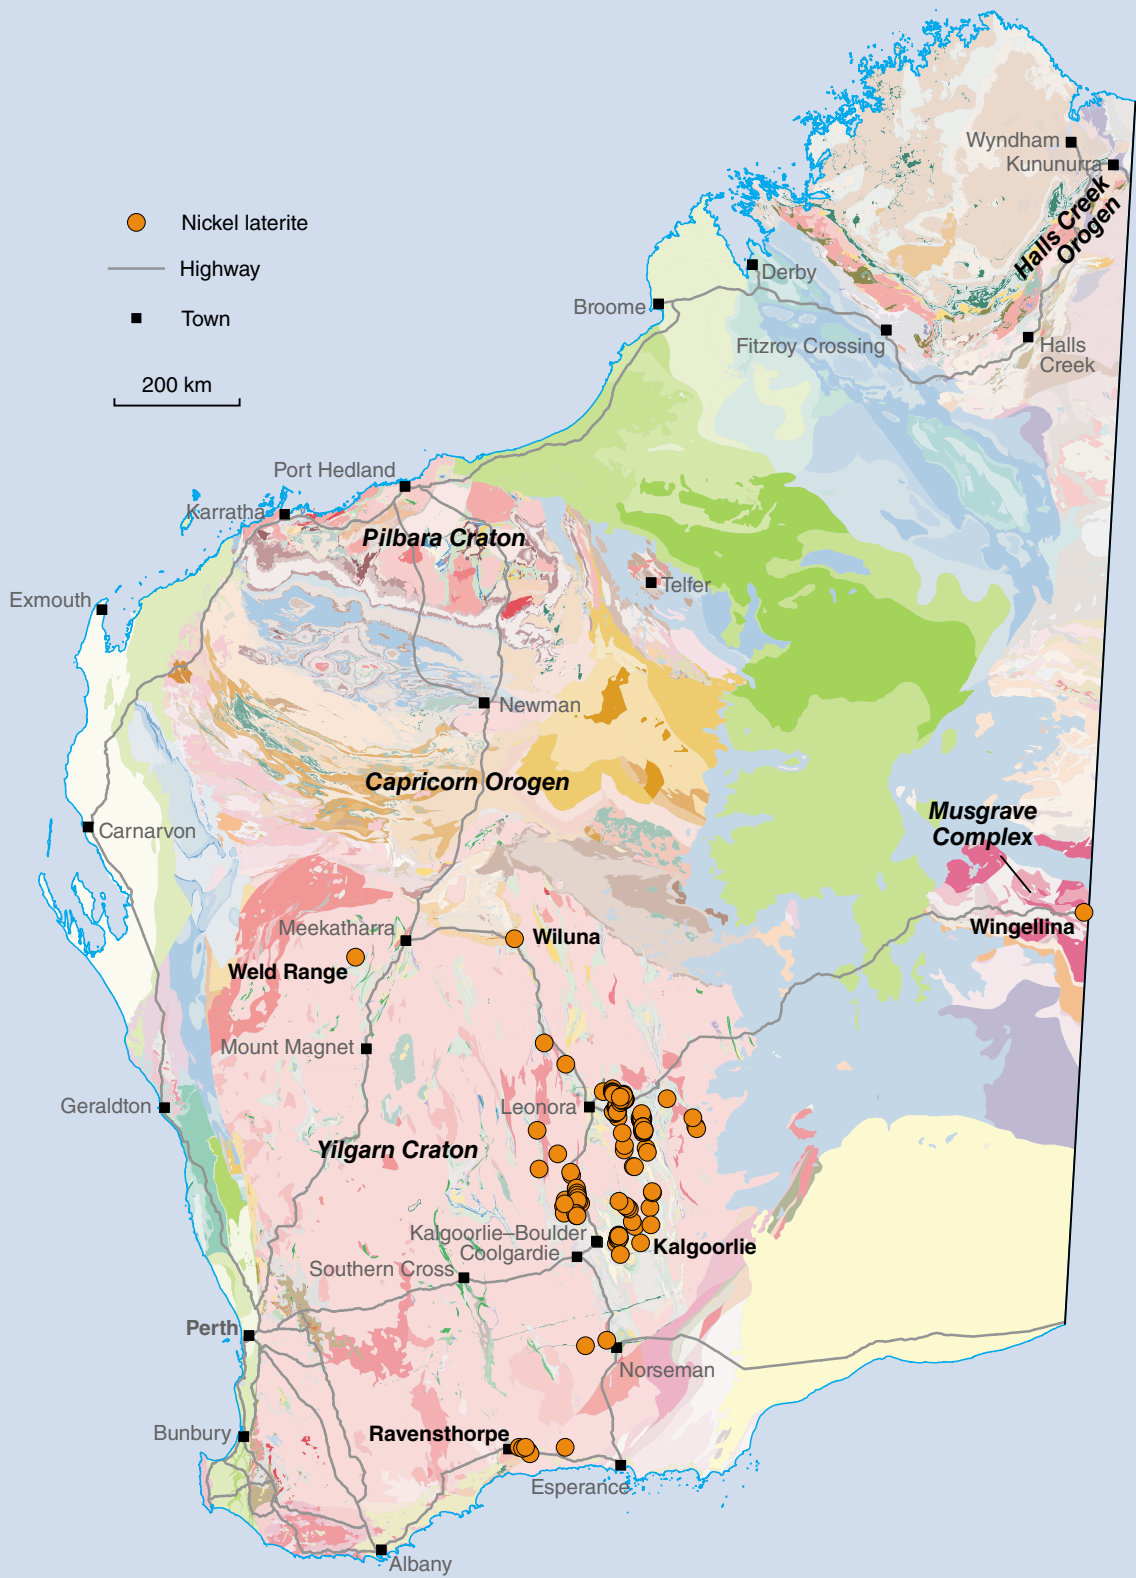 Wyndham
Kununurra
Halls Creek
Orogen
Nickel laterite
Highway
Town
200 km
Derby
Broome
Fitzroy Crossing
Halls
Creek
Port Hedland
Karratha
Pilbara Craton
Telfer
Exmouth
Newman
Capricorn Orogen
Musgrave
Complex
Carnarvon
Wingellina
Meekatharra
Wiluna
Weld Range
Mount Magnet
Geraldton
Leonora
Yilgarn Craton
Kalgoorlie–Boulder
Kalgoorlie
Coolgardie
Southern Cross
Perth
Norseman
Bunbury
Ravensthorpe
Esperance
Albany